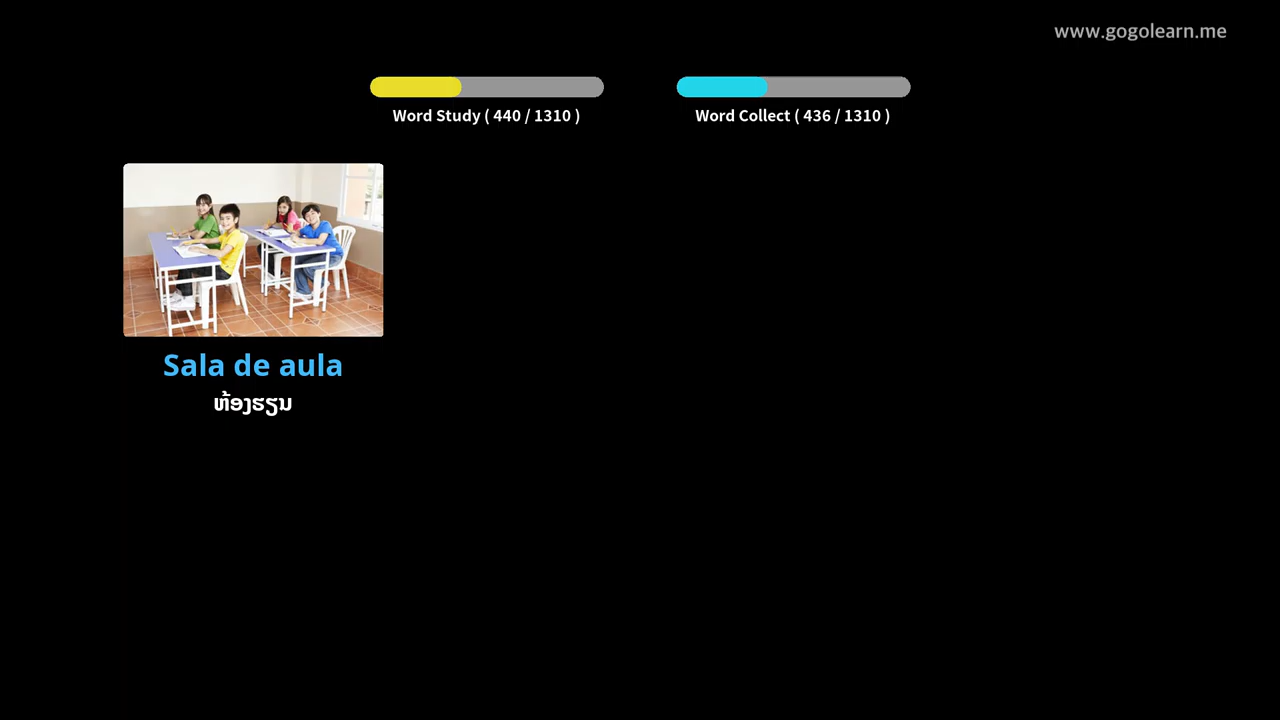 www.gogolearn.me
Word Study ( 440 / 1310 )
Word Collect ( 436 / 1310 )
Sala de aula
ຫ້ອງຮຽນ